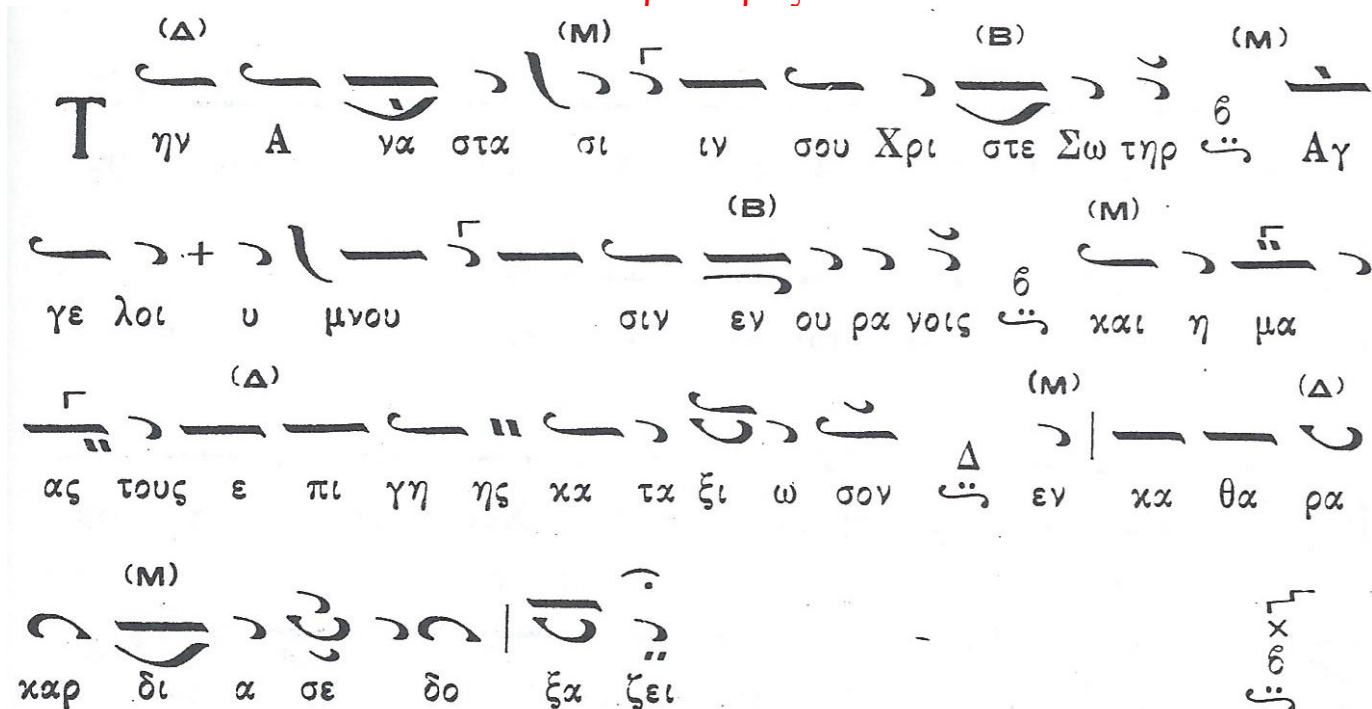 (Δ) (Μ) (Β) (Μ)
Τ ην Α να στα σι ιν σου Χρι στε Σω τηρ Αγ
(Β) (Μ)
γε λοι υ μνου σιν εν ου ρα νοις και η μα
(Δ) (Μ) (Δ)
ας τους ε πι γη ης κα τα ξι ω σον Δ εν κα θα ρα
(Μ)
καρ δι α σε δο ξα ζει